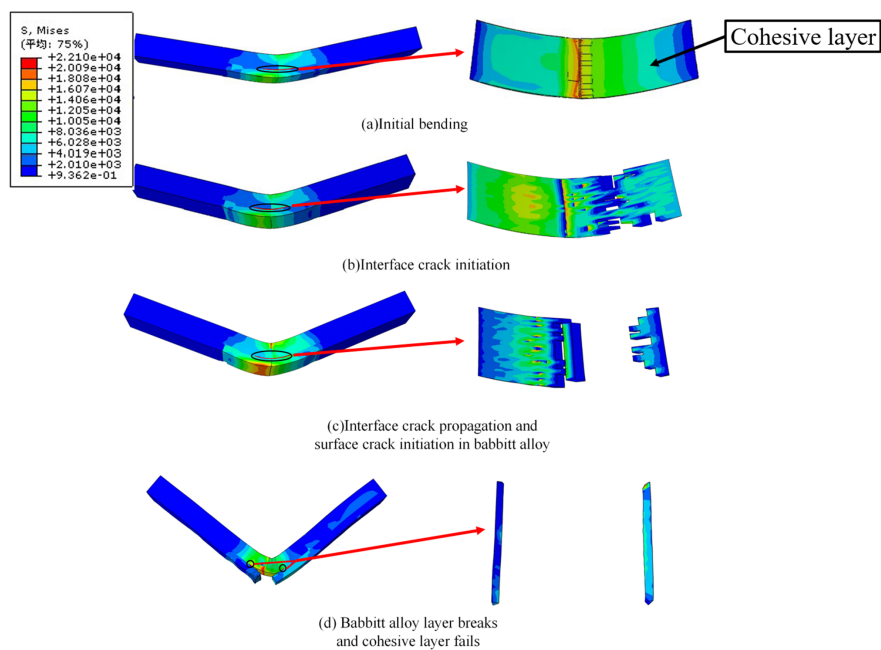 S, Mises
(平均: 75%)
+2.210e+04
+2.009e+04
+1.808e+04
+1.607e+04
+1.406e+04
+1.205e+04
+1.005e+04
+8.036e+03
+6.028e+03
+4.019e+03
+2.010e+03
+9.362e-01
Cohesive layer
(a)Initial bending
(b)Interface crack initiation
(c)Interface crack propagation and
surface crack initiation in babbitt alloy
(d) Babbitt alloy layer breaks
and cohesive layer fails